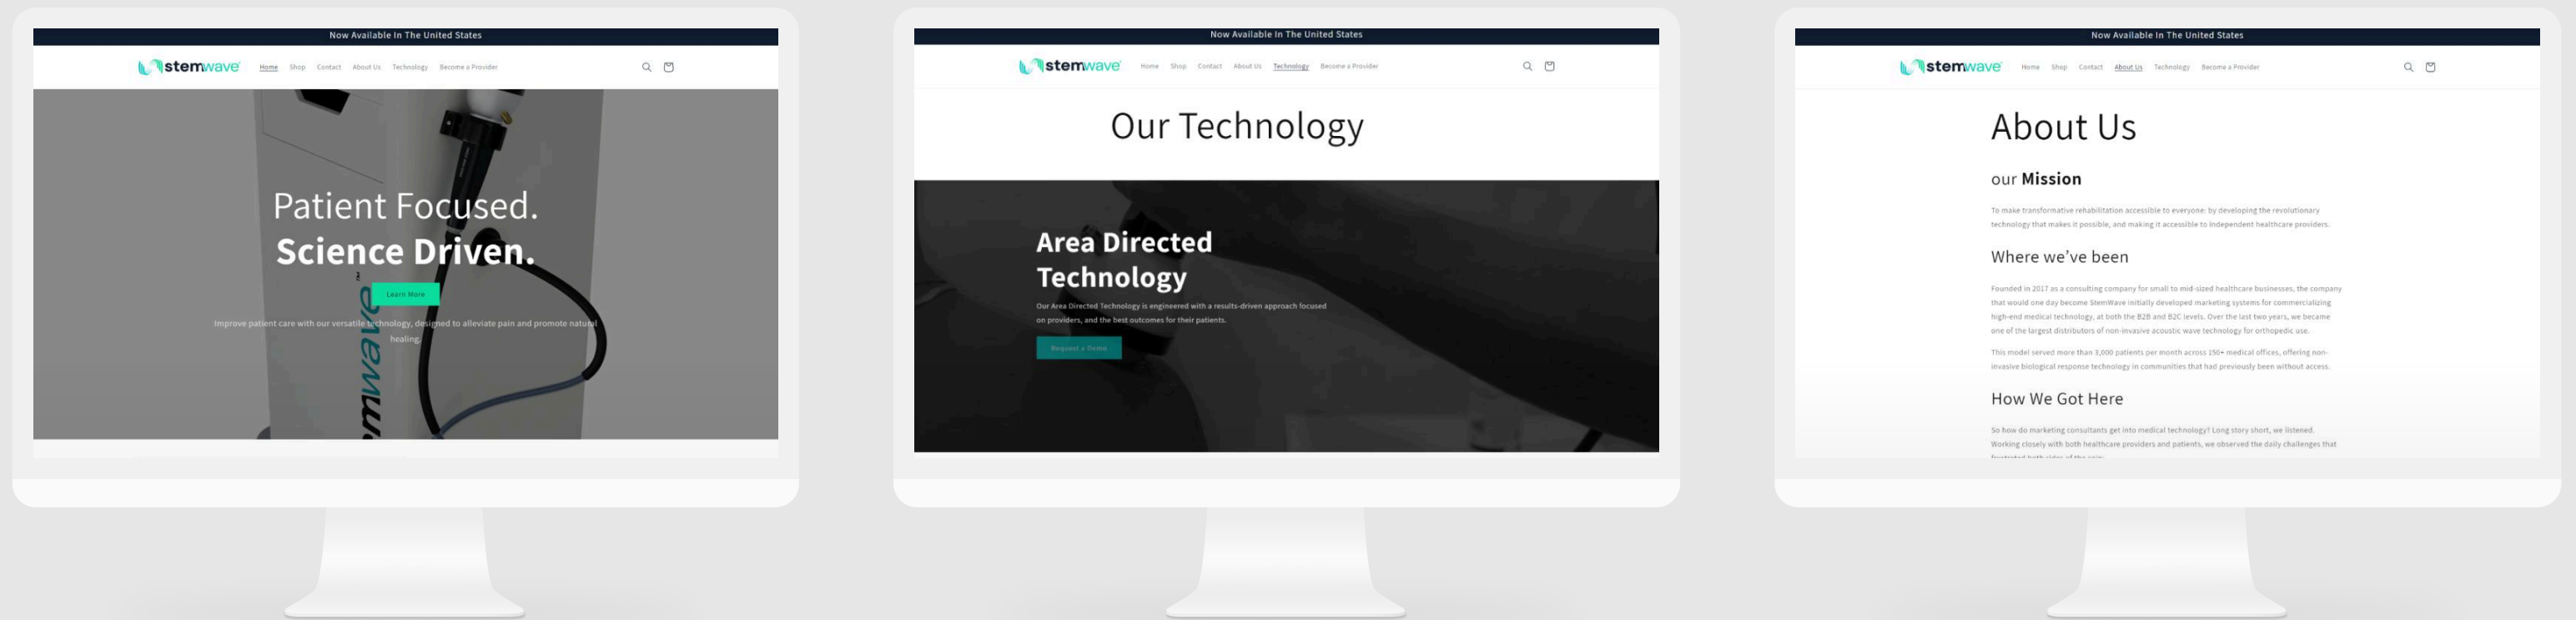 Now Available In The United States
stemwave
Home Shop Contact About Us Technology Become a Provider
Patient Focused.
Science Driven.
Learn More
Improve patient care with our versatile technology, designed to alleviate pain and promote natural
healing.
mwave™
Now Available In The United States
stemwave
Home Shop Contact About Us Technology Become a Provider
Our Technology
Area Directed
Technology
Our Area Directed Technology is engineered with a results-driven approach focused
on providers, and the best outcomes for their patients.
Request a Demo
Now Available In The United States
stemwave
Home Shop Contact About Us Technology Become a Provider
About Us
our Mission
To make transformative rehabilitation accessible to everyone: by developing the revolutionary
technology that makes it possible, and making it accessible to independent healthcare providers.
Where we've been
Founded in 2017 as a consulting company for small to mid-sized healthcare businesses, the company
that would one day become StemWave initially developed marketing systems for commercializing
high-end medical technology, at both the B2B and B2C levels. Over the last two years, we became
one of the largest distributors of non-invasive acoustic wave technology for orthopedic use.
This model served more than 3,000 patients per month across 150+ medical offices, offering non-
invasive biological response technology in communities that had previously been without access.
How We Got Here
So how do marketing consultants get into medical technology? Long story short, we listened.
Working closely with both healthcare providers and patients, we observed the daily challenges that